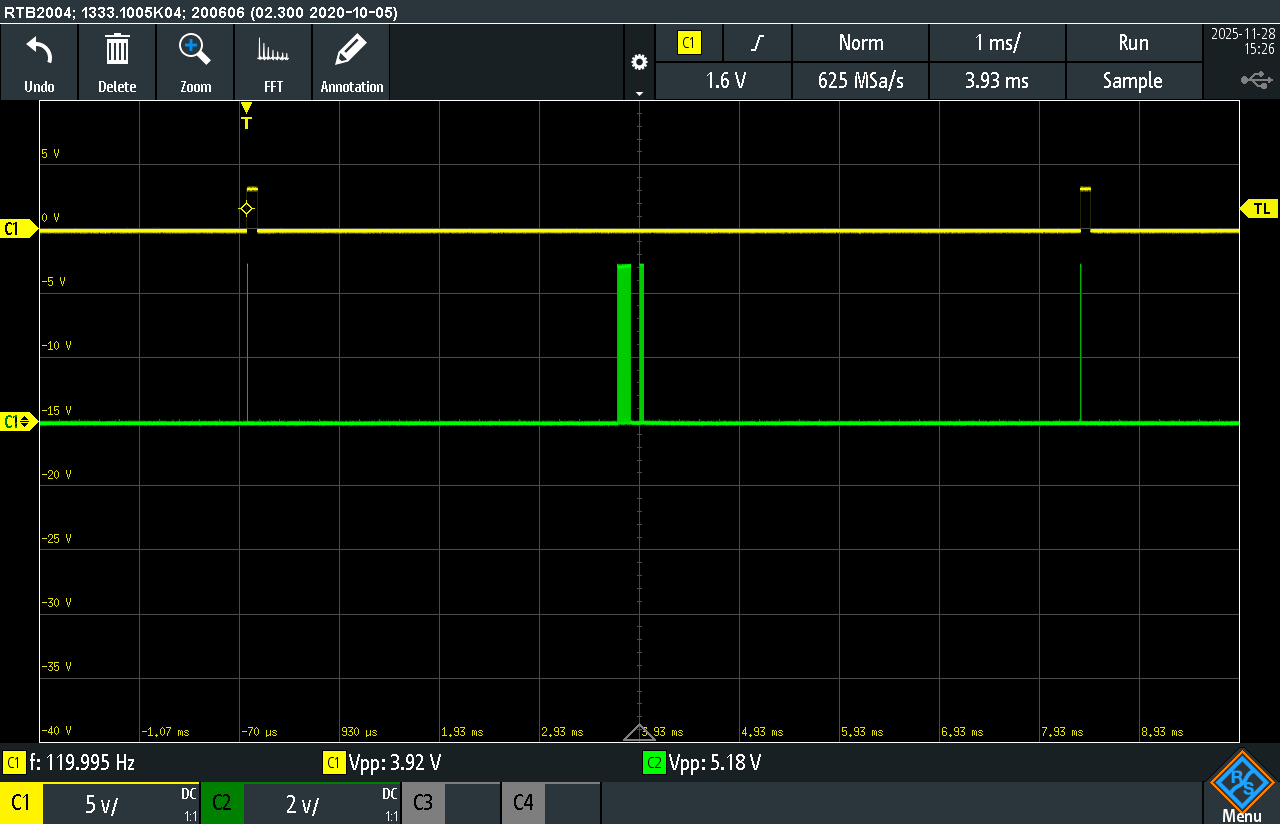 RTB2004; 1333.1005K04; 200606 (02.300 2020-10-05)
Undo
Delete
Zoom
FFT
Annotation
C1
Norm
1 ms/
Run
1.6 V
625 MSa/s
3.93 ms
Sample
2025-11-28
15:26
T
5 V
C1
0 V
TL
-5 V
-10 V
-15 V
C1
-20 V
-25 V
-30 V
-35 V
-40 V
-1.07 ms
-70 µs
930 µs
1.93 ms
2.93 ms
3.93 ms
4.93 ms
5.93 ms
6.93 ms
7.93 ms
8.93 ms
C1 f: 119.995 Hz
C1 Vpp: 3.92 V
C2 Vpp: 5.18 V
C1 5 V/ DC 1:1
C2 2 V/ DC 1:1
C3
C4
R S
Menu